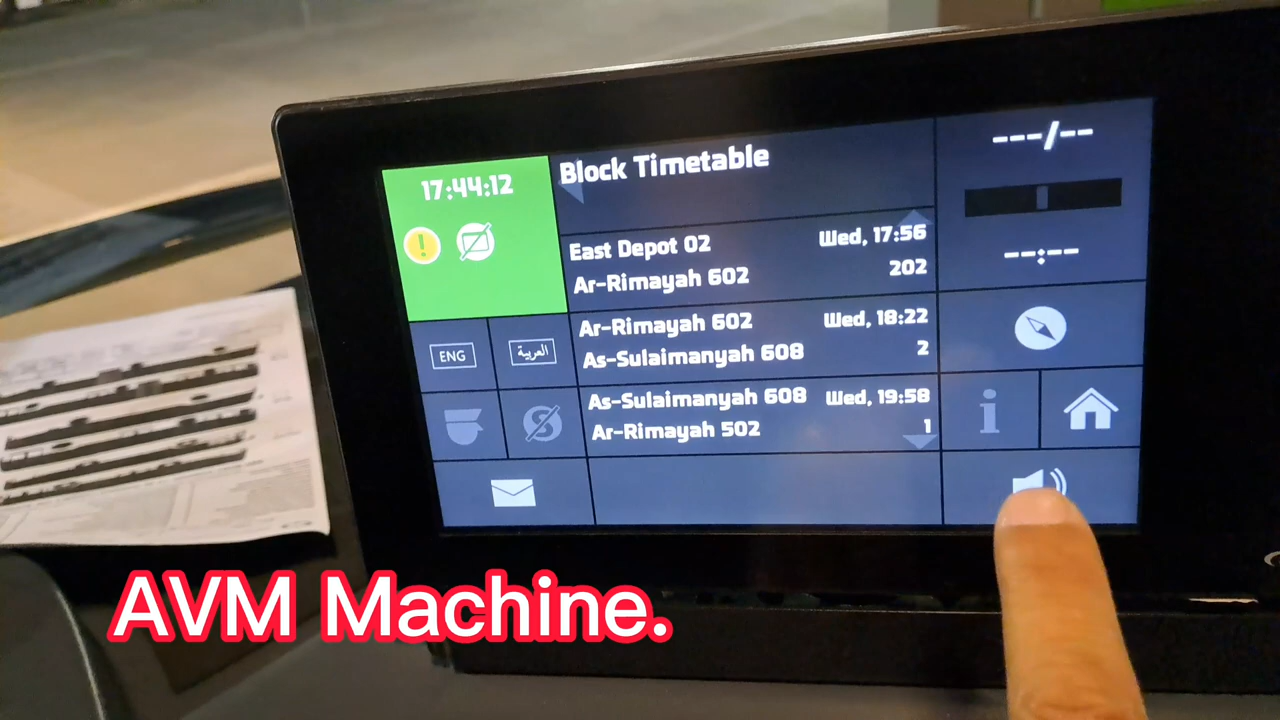 17:44:12
Block Timetable
---/--
East Depot 02 Wed, 17:56
Ar-Rimayah 602 202
--:--
Ar-Rimayah 602 Wed, 18:22
As-Sulaimanyah 608 2
ENG العربية
As-Sulaimanyah 608 Wed, 19:58
Ar-Rimayah 502 1
i
AVM Machine.